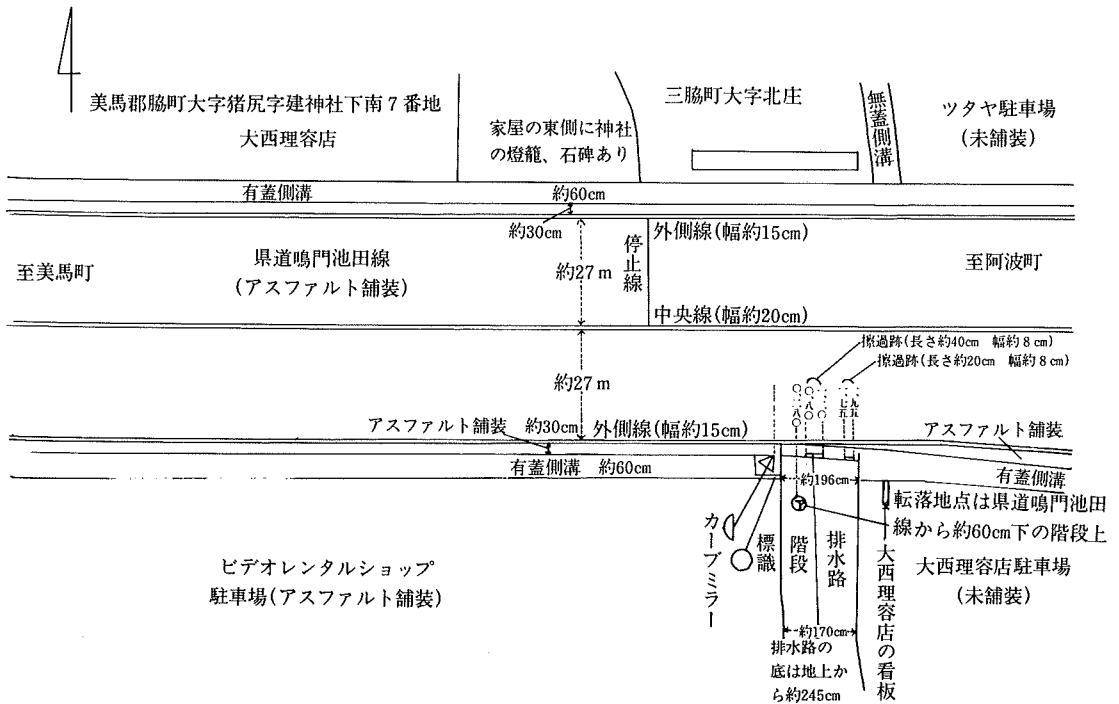 美馬郡脇町大字猪尻字建神社下南7番地
大西理容店
家屋の東側に神社
の燈籠、石碑あり
三脇町大字北庄
無蓋側溝
ツタヤ駐車場
(未舗装)
有蓋側溝
約60cm
約30cm
外側線(幅約15cm)
至美馬町
県道鳴門池田線
(アスファルト舗装)
約27m
停止線
至阿波町
中央線(幅約20cm)
擦過跡(長さ約40cm 幅約8cm)
擦過跡(長さ約20cm 幅約8cm)
約27m
アスファルト舗装
約30cm
外側線(幅約15cm)
アスファルト舗装
有蓋側溝 約60cm
有蓋側溝
約196cm
転落地点は県道鳴門池田
線から約60cm下の階段上
カーブミラー
標識
階段
排水路
大西理容店の看板
大西理容店駐車場
(未舗装)
ビデオレンタルショップ
駐車場(アスファルト舗装)
約170cm
排水路の
底は地上か
ら約245cm